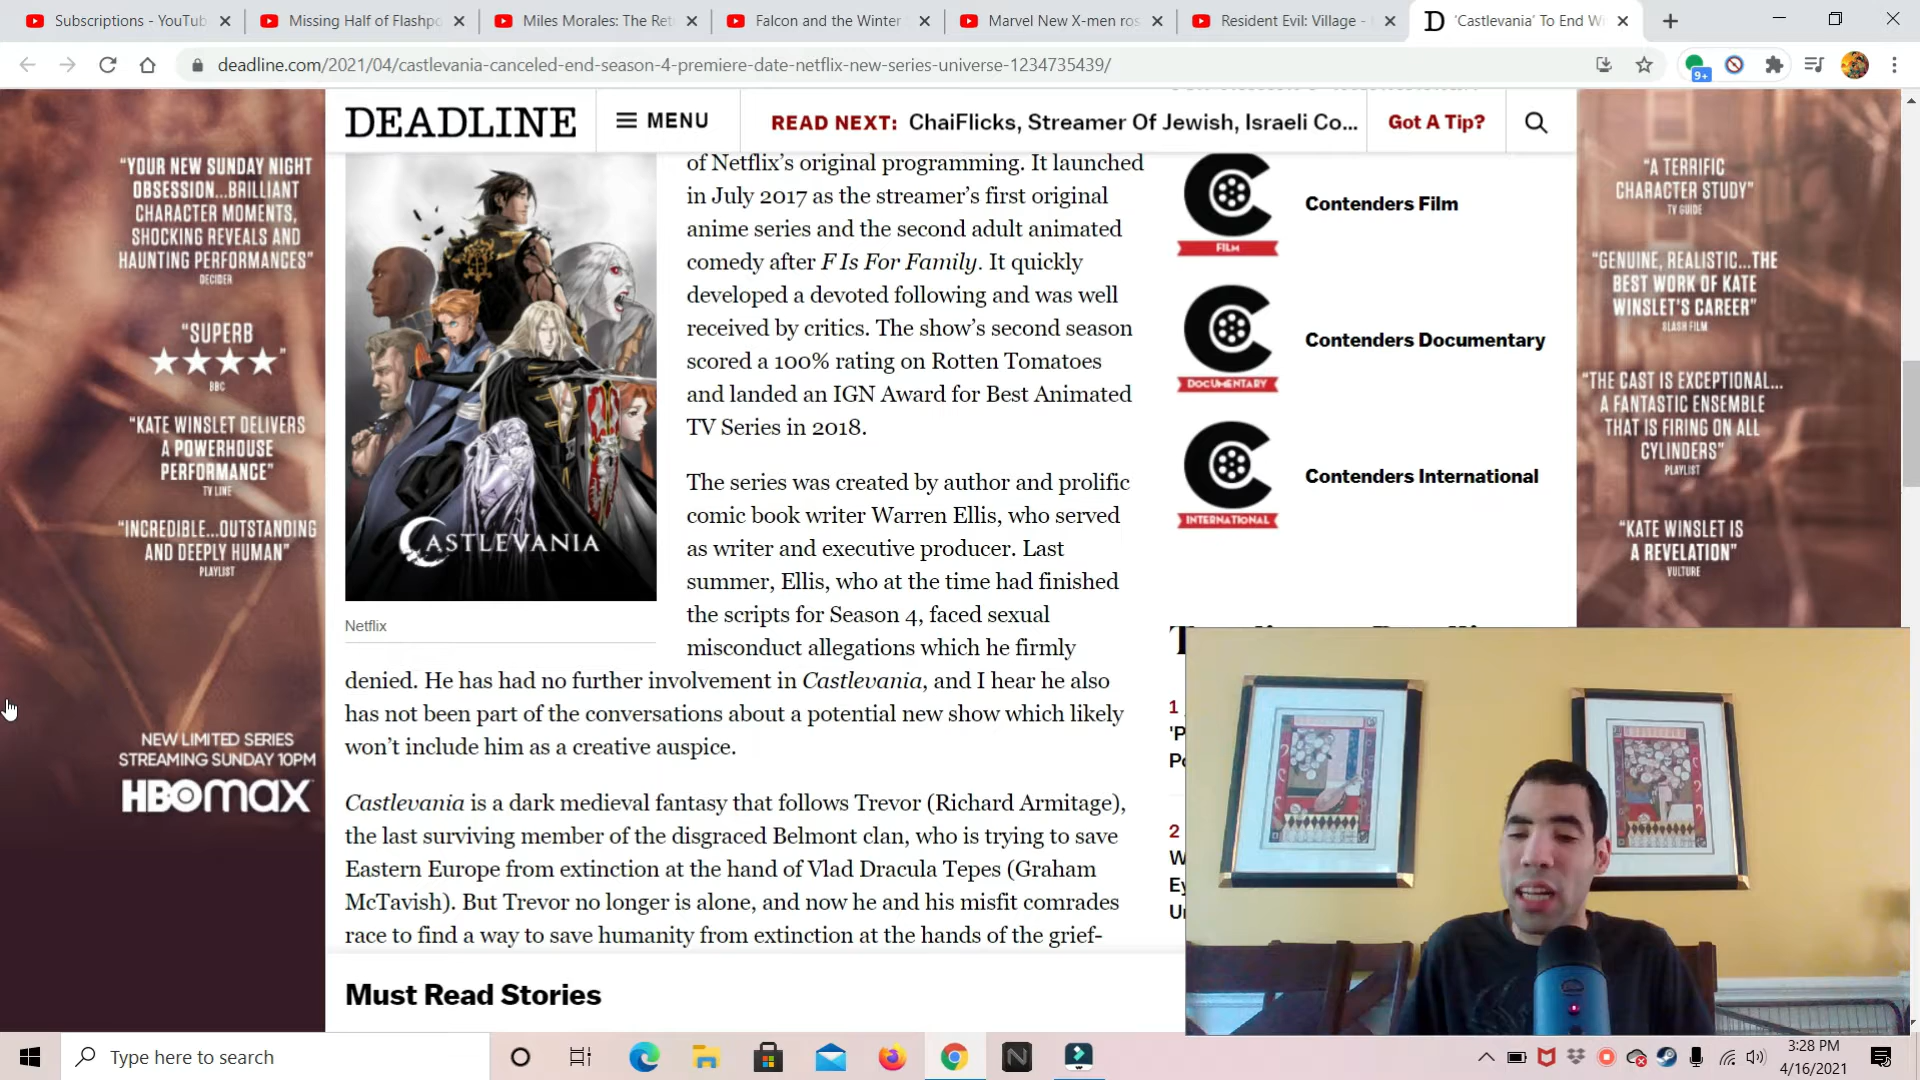 Subscriptions - YouTub
Missing Half of Flashpo
Miles Morales: The Ret
Falcon and the Winter
Marvel New X-men ros
Resident Evil: Village -
'Castlevania' To End Wi
deadline.com/2021/04/castlevania-canceled-end-season-4-premiere-date-netflix-new-series-universe-1234735439/
9+
DEADLINE
MENU
READ NEXT: ChaiFlicks, Streamer Of Jewish, Israeli Co...
Got A Tip?
"YOUR NEW SUNDAY NIGHT
OBSESSION...BRILLIANT
CHARACTER MOMENTS,
SHOCKING REVEALS AND
HAUNTING PERFORMANCES"
DECIDER
"SUPERB
★★★★"
BBC
"KATE WINSLET DELIVERS
A POWERHOUSE
PERFORMANCE"
TV LINE
"INCREDIBLE...OUTSTANDING
AND DEEPLY HUMAN"
PLAYLIST
NEW LIMITED SERIES
STREAMING SUNDAY 10PM
HBOMAX
CASTLEVANIA
Netflix
of Netflix's original programming. It launched
in July 2017 as the streamer's first original
anime series and the second adult animated
comedy after F Is For Family. It quickly
developed a devoted following and was well
received by critics. The show's second season
scored a 100% rating on Rotten Tomatoes
and landed an IGN Award for Best Animated
TV Series in 2018.
The series was created by author and prolific
comic book writer Warren Ellis, who served
as writer and executive producer. Last
summer, Ellis, who at the time had finished
the scripts for Season 4, faced sexual
misconduct allegations which he firmly
denied. He has had no further involvement in Castlevania, and I hear he also
has not been part of the conversations about a potential new show which likely
won't include him as a creative auspice.
Castlevania is a dark medieval fantasy that follows Trevor (Richard Armitage),
the last surviving member of the disgraced Belmont clan, who is trying to save
Eastern Europe from extinction at the hand of Vlad Dracula Tepes (Graham
McTavish). But Trevor no longer is alone, and now he and his misfit comrades
race to find a way to save humanity from extinction at the hands of the grief-
Must Read Stories
FILM
Contenders Film
DOCUMENTARY
Contenders Documentary
INTERNATIONAL
Contenders International
1
'P
Po
2
W
Ey
Un
"A TERRIFIC
CHARACTER STUDY"
TV GUIDE
"GENUINE, REALISTIC...THE
BEST WORK OF KATE
WINSLET'S CAREER"
SLASH FILM
"THE CAST IS EXCEPTIONAL...
A FANTASTIC ENSEMBLE
THAT IS FIRING ON ALL
CYLINDERS"
PLAYLIST
"KATE WINSLET IS
A REVELATION"
VULTURE
Type here to search
3:28 PM
4/16/2021